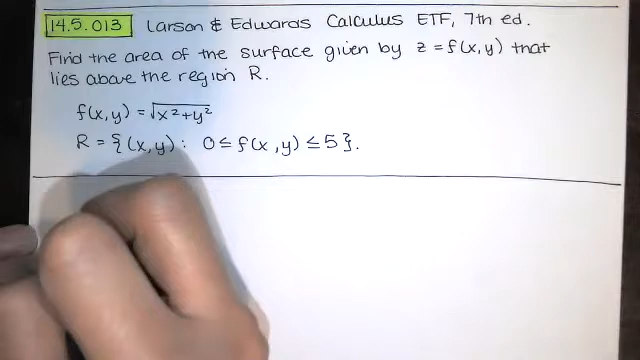 14.5.013 Larson & Edwards Calculus ETF, 7th ed.
Find the area of the surface given by z = f(x,y) that
lies above the region R.
f(x,y) = √x²+y²
R = {(x,y): 0 ≤ f(x,y) ≤ 5}.